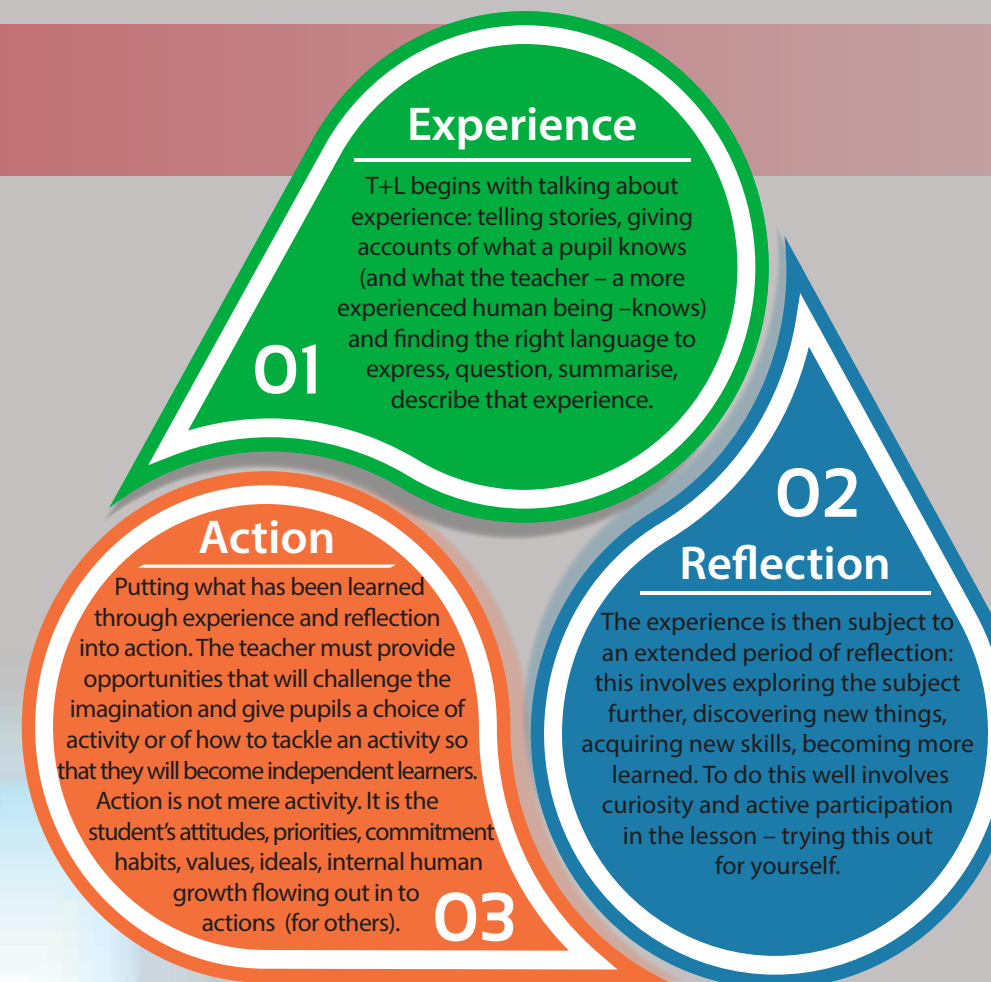 Experience
T+L begins with talking about
experience: telling stories, giving
accounts of what a pupil knows
(and what the teacher – a more
experienced human being –knows)
and finding the right language to
express, question, summarise,
describe that experience.
01
02
Reflection
The experience is then subject to
an extended period of reflection:
this involves exploring the subject
further, discovering new things,
acquiring new skills, becoming more
learned. To do this well involves
curiosity and active participation
in the lesson – trying this out
for yourself.
Action
Putting what has been learned
through experience and reflection
into action. The teacher must provide
opportunities that will challenge the
imagination and give pupils a choice of
activity or of how to tackle an activity so
that they will become independent learners.
Action is not mere activity. It is the
student's attitudes, priorities, commitment
habits, values, ideals, internal human
growth flowing out in to
actions (for others).
03